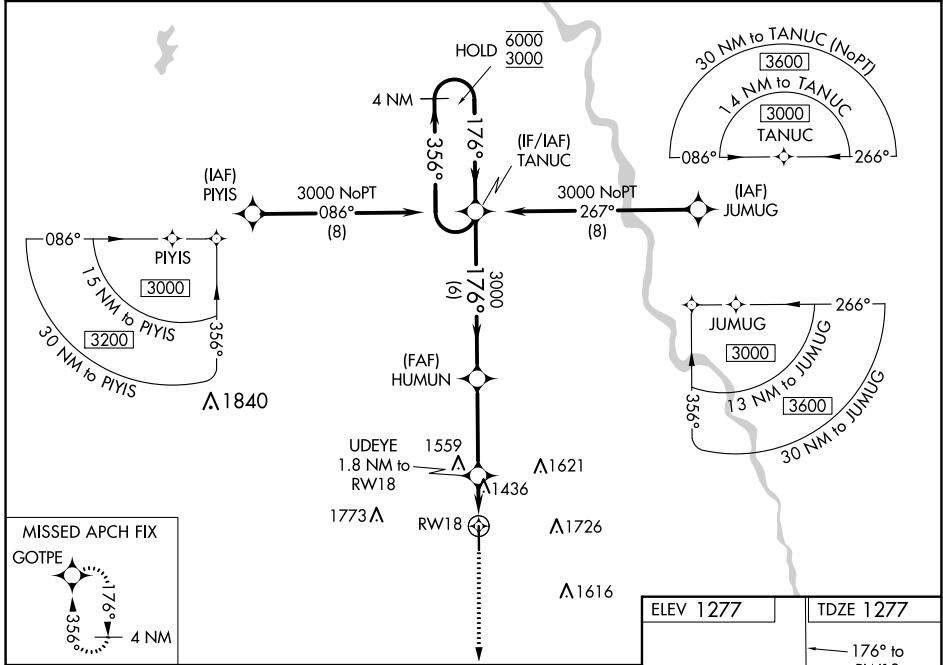 HOLD 6000 3000
4 NM
356°
176°
(IF/IAF)
TANUC
(IAF)
PIYIS
3000 NoPT
086°
(8)
3000 NoPT
267°
(8)
(IAF)
JUMUG
30 NM to TANUC (NoPT)
3600
14 NM to TANUC
3000
TANUC
086°
266°
086°
PIYIS
3000
15 NM to PIYIS
3200
30 NM to PIYIS
356°
1840
3000
176°
(6)
(FAF)
HUMUN
266°
JUMUG
3000
13 NM to JUMUG
3600
30 NM to JUMUG
356°
UDEYE
1.8 NM to
RW18
1559
1621
1436
1773
RW18
1726
1616
MISSED APCH FIX
GOTPE
176°
356°
4 NM
ELEV 1277
TDZE 1277
176° to